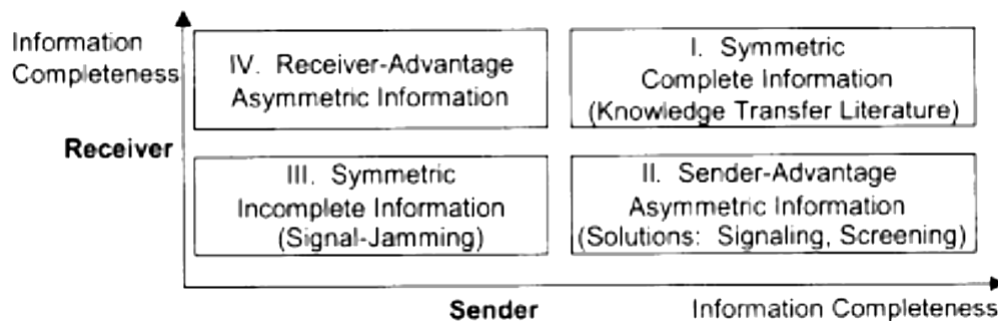 Information
Completeness
IV. Receiver-Advantage
Asymmetric Information
I. Symmetric
Complete Information
(Knowledge Transfer Literature)
Receiver
III. Symmetric
Incomplete Information
(Signal-Jamming)
II. Sender-Advantage
Asymmetric Information
(Solutions: Signaling, Screening)
Sender
Information Completeness